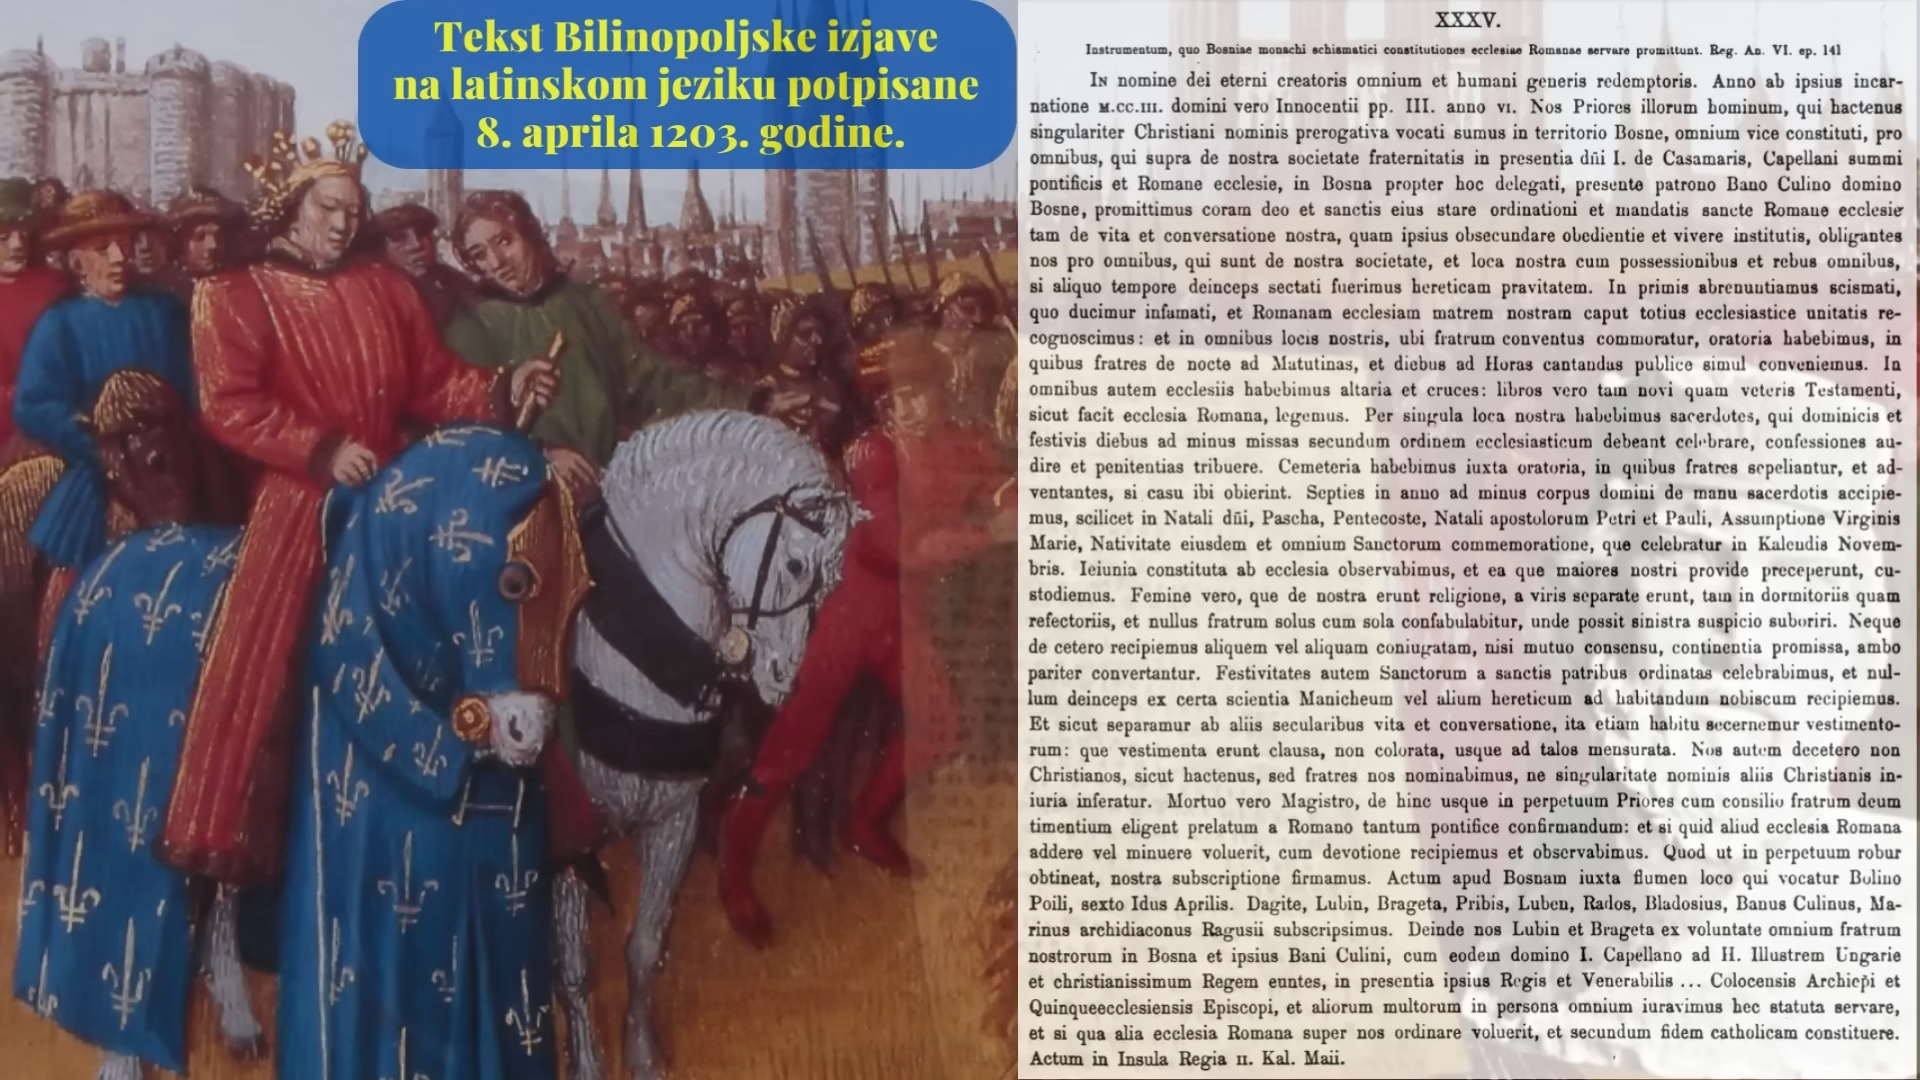 Tekst Bilinopoljske izjave
na latinskom jeziku potpisane
8. aprila 1203. godine.
XXXV.
Instrumentum, quo Bosniae monachi schismatici constitutiones ecclesiae Romanae servare promittunt. Reg. An. VI. ep. 141
In nomine dei eterni creatoris omnium et humani generis redemptoris. Anno ab ipsius incar-
natione M.CC.III. domini vero Innocentii pp. III. anno VI. Nos Priores illorum hominum, qui hactenus
singulariter Christiani nominis prerogativa vocati sumus in territorio Bosne, omnium vice constituti, pro
omnibus, qui supra de nostra societate fraternitatis in presentia dñi I. de Casamaris, Capellani summi
pontificis et Romane ecclesie, in Bosna propter hoc delegati, presente patrono Bano Culino domino
Bosne, promittimus coram deo et sanctis eius stare ordinationi et mandatis sancte Romane ecclesie
tam de vita et conversatione nostra, quam ipsius obsecundare obedientie et vivere institutis, obligantes
nos pro omnibus, qui sunt de nostra societate, et loca nostra cum possessionibus et rebus omnibus,
si aliquo tempore deinceps sectati fuerimus hereticam pravitatem. In primis abrenuntiamus scismati,
quo ducimur infamati, et Romanam ecclesiam matrem nostram caput totius ecclesiastice unitatis re-
cognoscimus: et in omnibus locis nostris, ubi fratrum conventus commoratur, oratoria habebimus, in
quibus fratres de nocte ad Matutinas, et diebus ad Horas cantandas publice simul conveniemus. In
omnibus autem ecclesiis habebimus altaria et cruces: libros vero tam novi quam veteris Testamenti,
sicut facit ecclesia Romana, legemus. Per singula loca nostra habebimus sacerdotes, qui dominicis et
festivis diebus ad minus missas secundum ordinem ecclesiasticum debeant celebrare, confessiones au-
dire et penitentias tribuere. Cemeteria habebimus iuxta oratoria, in quibus fratres sepeliantur, et ad-
ventantes, si casu ibi obierint. Septies in anno ad minus corpus domini de manu sacerdotis accipie-
mus, scilicet in Natali dñi, Pascha, Pentecoste, Natali apostolorum Petri et Pauli, Assumptione Virginis
Marie, Nativitate eiusdem et omnium Sanctorum commemoratione, que celebratur in Kalendis Novem-
bris. Ieiunia constituta ab ecclesia observabimus, et ea que maiores nostri provide preceperunt, cu-
stodiemus. Femine vero, que de nostra erunt religione, a viris separate erunt, tam in dormitoriis quam
refectoriis, et nullus fratrum solus cum sola confabulabitur, unde possit sinistra suspicio suboriri. Neque
de cetero recipiemus aliquem vel aliquam coniugatam, nisi mutuo consensu, continentia promissa, ambo
pariter convertantur. Festivitates autem Sanctorum a sanctis patribus ordinatas celebrabimus, et nul-
lum deinceps ex certa scientia Manicheum vel alium hereticum ad habitandum nobiscum recipiemus.
Et sicut separamur ab aliis secularibus vita et conversatione, ita etiam habitu secernemur vestimento-
rum: que vestimenta erunt clausa, non colorata, usque ad talos mensurata. Nos autem decetero non
Christianos, sicut hactenus, sed fratres nos nominabimus, ne singularitate nominis aliis Christianis in-
iuria inferatur. Mortuo vero Magistro, de hinc usque in perpetuum Priores cum consilio fratrum deum
timentium eligent prelatum a Romano tantum pontifice confirmandum: et si quid aliud ecclesia Romana
addere vel minuere voluerit, cum devotione recipiemus et observabimus. Quod ut in perpetuum robur
obtineat, nostra subscriptione firmamus. Actum apud Bosnam iuxta flumen loco qui vocatur Bolino
Poili, sexto Idus Aprilis. Dagite, Lubin, Brageta, Pribis, Luben, Rados, Bladosius, Banus Culinus, Ma-
rinus archidiaconus Ragusii subscripsimus. Deinde nos Lubin et Brageta ex voluntate omnium fratrum
nostrorum in Bosna et ipsius Bani Culini, cum eodem domino I. Capellano ad H. Illustrem Ungarie
et christianissimum Regem euntes, in presentia ipsius Regis et Venerabilis ... Colocensis Archiepi et
Quinqueecclesiensis Episcopi, et aliorum multorum in persona omnium iuravimus hec statuta servare,
et si qua alia ecclesia Romana super nos ordinare voluerit, et secundum fidem catholicam constituere.
Actum in Insula Regia II. Kal. Maii.